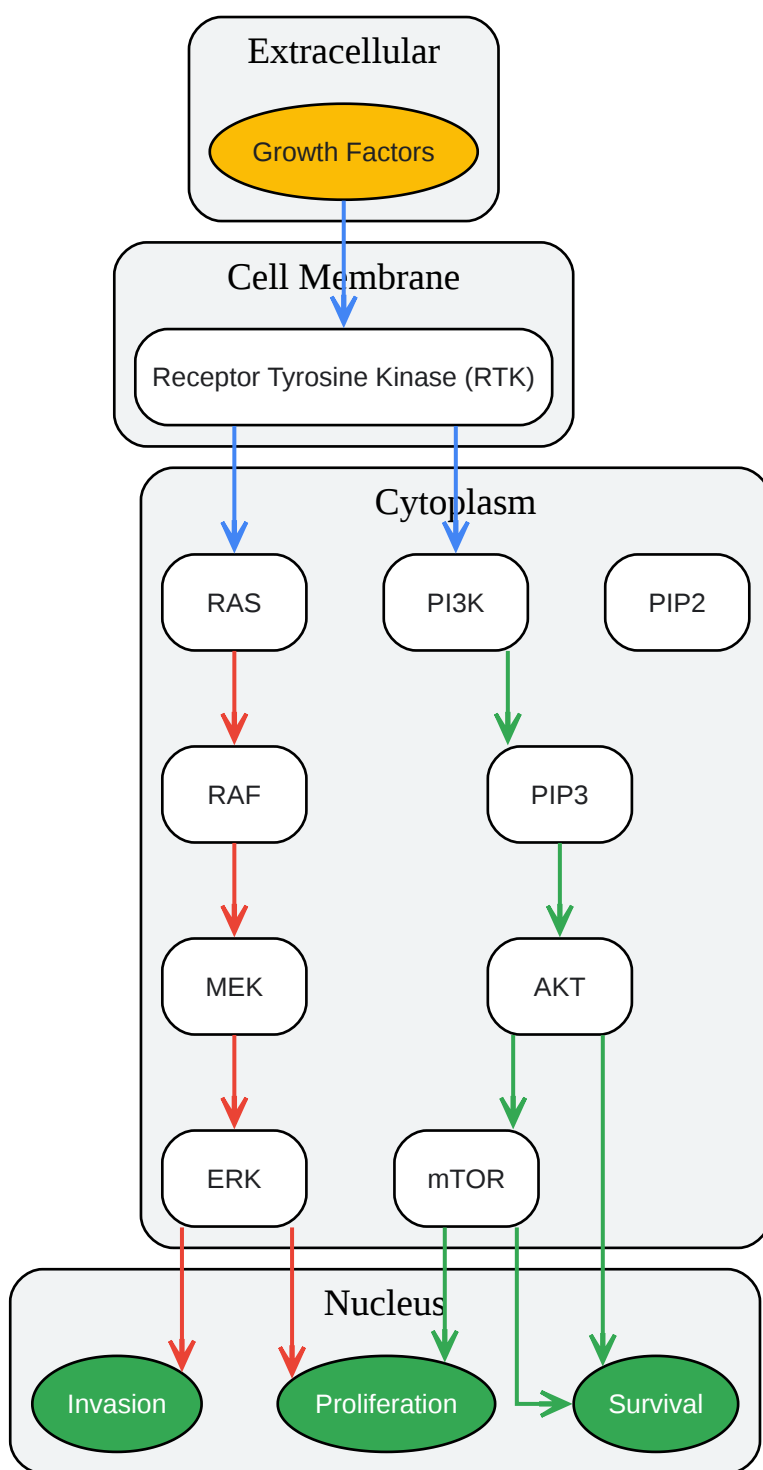 Extracellular
Growth Factors
Cell Membrane
Receptor Tyrosine Kinase (RTK)
Cytoplasm
RAS
PI3K
PIP2
RAF
PIP3
MEK
AKT
ERK
mTOR
Nucleus
Invasion
Proliferation
Survival